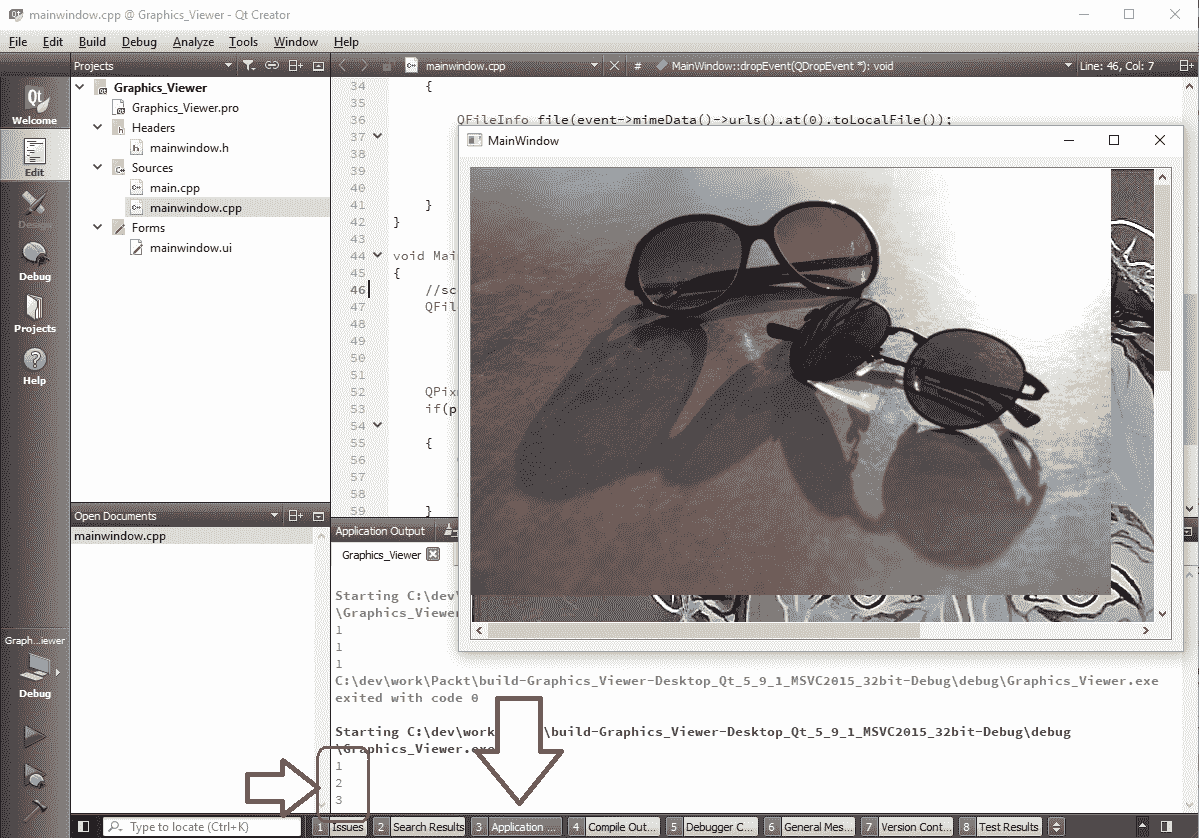 mainwindow.cpp @ Graphics_Viewer - Qt Creator
File Edit Build Debug Analyze Tools Window Help
Projects
mainwindow.cpp
#
MainWindow::dropEvent(QDropEvent *): void
Line: 46, Col: 7
Welcome
Edit
Design
Debug
Projects
Help
Graphics_Viewer
Graphics_Viewer.pro
Headers
mainwindow.h
Sources
main.cpp
mainwindow.cpp
Forms
mainwindow.ui
34 {
35
36 QFileInfo file(event->mimeData()->urls().at(0).toLocalFile());
37
38
39
40
41 }
42 }
43
44 void Mai
45 {
46 //sc
47 QFil
48
49
50
51
52 QPix
53 if(p
54
55 {
56
57
58
59 }
MainWindow
Open Documents
mainwindow.cpp
Application Output
Graphics_Viewer
Starting C:\dev\
\Graphics_Viewer
1
1
1
C:\dev\work\Packt\build-Graphics_Viewer-Desktop_Qt_5_9_1_MSVC2015_32bit-Debug\debug\Graphics_Viewer.exe
exited with code 0
Starting C:\dev\work \build-Graphics_Viewer-Desktop_Qt_5_9_1_MSVC2015_32bit-Debug\debug
\Graphics_Viewer.exe
1
2
3
Graph...iewer
Debug
Type to locate (Ctrl+K)
1 Issues
2 Search Results
3 Application ...
4 Compile Out...
5 Debugger C...
6 General Mes...
7 Version Cont...
8 Test Results